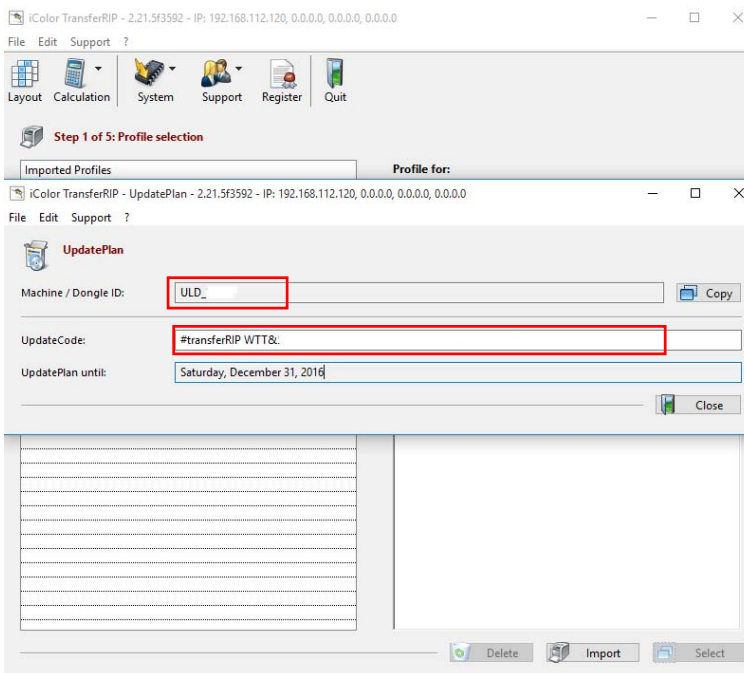 iColor TransferRIP - 2.21.5f3592 - IP: 192.168.112.120, 0.0.0.0, 0.0.0.0, 0.0.0.0
File Edit Support ?
Layout Calculation System Support Register Quit
Step 1 of 5: Profile selection
Imported Profiles Profile for:
iColor TransferRIP - UpdatePlan - 2.21.5f3592 - IP: 192.168.112.120, 0.0.0.0, 0.0.0.0, 0.0.0.0
File Edit Support ?
UpdatePlan
Machine / Dongle ID: ULD_ Copy
UpdateCode: #transferRIP WTT&:
UpdatePlan until: Saturday, December 31, 2016
Close
Delete Import Select